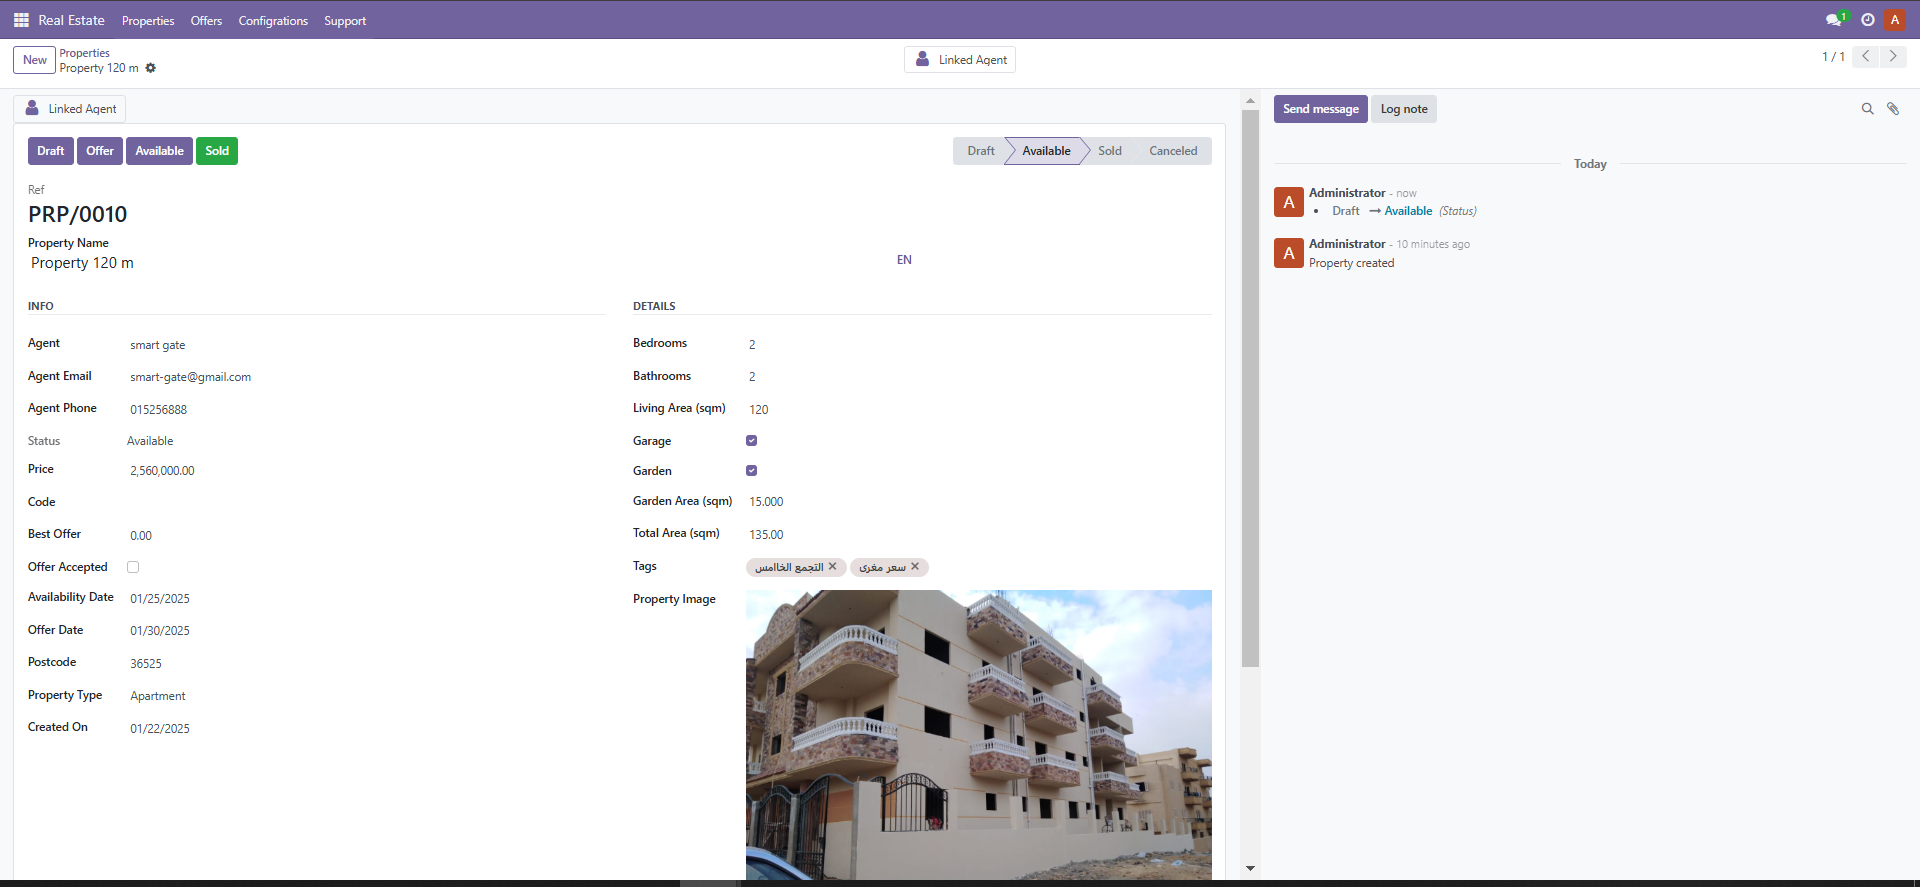 Real Estate Properties Offers Configrations Support 1 A
New Properties
Property 120 m
Linked Agent
1 / 1
Linked Agent
Draft Offer Available Sold
Draft Available Sold Canceled
Ref
PRP/0010
Property Name
Property 120 m EN
INFO
Agent smart gate
Agent Email smart-gate@gmail.com
Agent Phone 015256888
Status Available
Price 2,560,000.00
Code
Best Offer 0.00
Offer Accepted
Availability Date 01/25/2025
Offer Date 01/30/2025
Postcode 36525
Property Type Apartment
Created On 01/22/2025
DETAILS
Bedrooms 2
Bathrooms 2
Living Area (sqm) 120
Garage
Garden
Garden Area (sqm) 15.000
Total Area (sqm) 135.00
Tags التجمع الخاامس سعر مغرى
Property Image
Send message Log note
Today
A Administrator - now
Draft → Available (Status)
A Administrator - 10 minutes ago
Property created